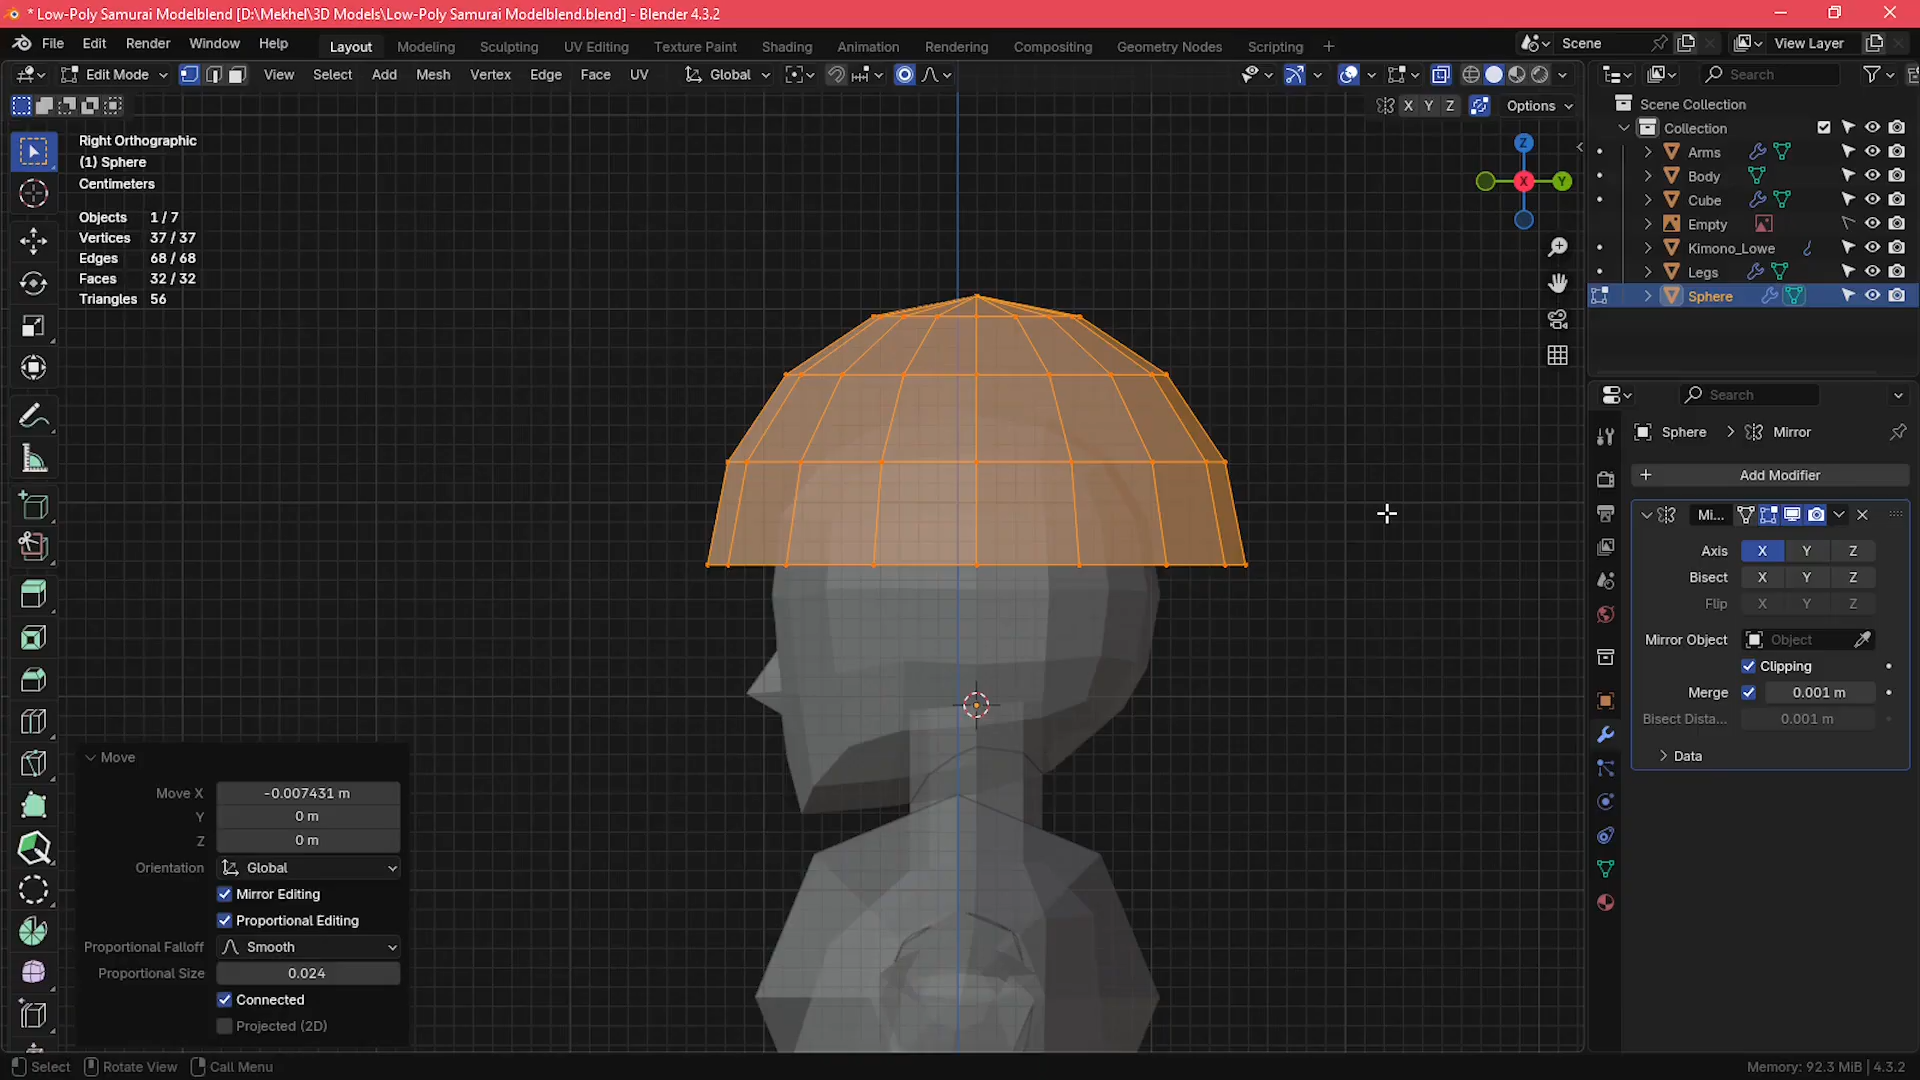 * Low-Poly Samurai Modelblend [D:\Mekhel\3D Models\Low-Poly Samurai Modelblend.blend] - Blender 4.3.2
File Edit Render Window Help
Layout Modeling Sculpting UV Editing Texture Paint Shading Animation Rendering Compositing Geometry Nodes Scripting +
Scene View Layer
Edit Mode View Select Add Mesh Vertex Edge Face UV Global
Search
X Y Z Options
Right Orthographic
(1) Sphere
Centimeters
Objects 1 / 7
Vertices 37 / 37
Edges 68 / 68
Faces 32 / 32
Triangles 56
Z
X
Y
Scene Collection
Collection
Arms
Body
Cube
Empty
Kimono_Lowe
Legs
Sphere
Search
Sphere > Mirror
+ Add Modifier
Mi...
Axis X Y Z
Bisect X Y Z
Flip X Y Z
Mirror Object Object
Clipping
Merge 0.001 m
Bisect Dista... 0.001 m
Data
Move
Move X -0.007431 m
Y 0 m
Z 0 m
Orientation Global
Mirror Editing
Proportional Editing
Proportional Falloff Smooth
Proportional Size 0.024
Connected
Projected (2D)
Select Rotate View Call Menu
Memory: 92.3 MiB | 4.3.2